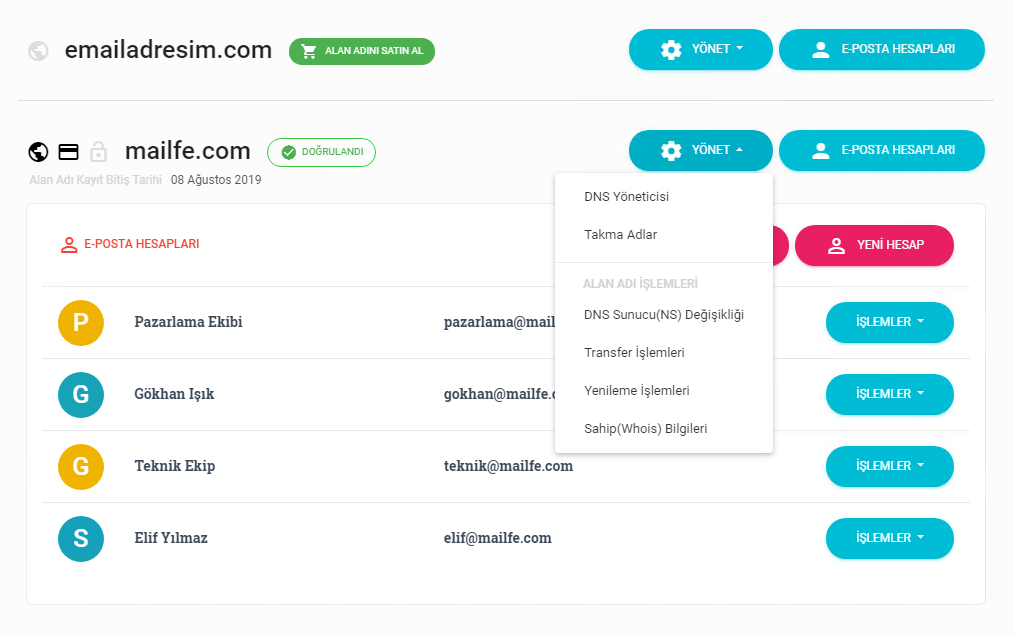 emailadresim.com ALAN ADINI SATIN AL YÖNET E-POSTA HESAPLARI
mailfe.com DOĞRULANDI YÖNET E-POSTA HESAPLARI
Alan Adı Kayıt Bitiş Tarihi 08 Ağustos 2019
DNS Yöneticisi
Takma Adlar
ALAN ADI İŞLEMLERİ
DNS Sunucu(NS) Değişikliği
Transfer İşlemleri
Yenileme İşlemleri
Sahip(Whois) Bilgileri
E-POSTA HESAPLARI YENİ HESAP
P Pazarlama Ekibi pazarlama@mail İŞLEMLER
G Gökhan Işık gokhan@mailfe.c İŞLEMLER
G Teknik Ekip teknik@mailfe.com İŞLEMLER
S Elif Yılmaz elif@mailfe.com İŞLEMLER